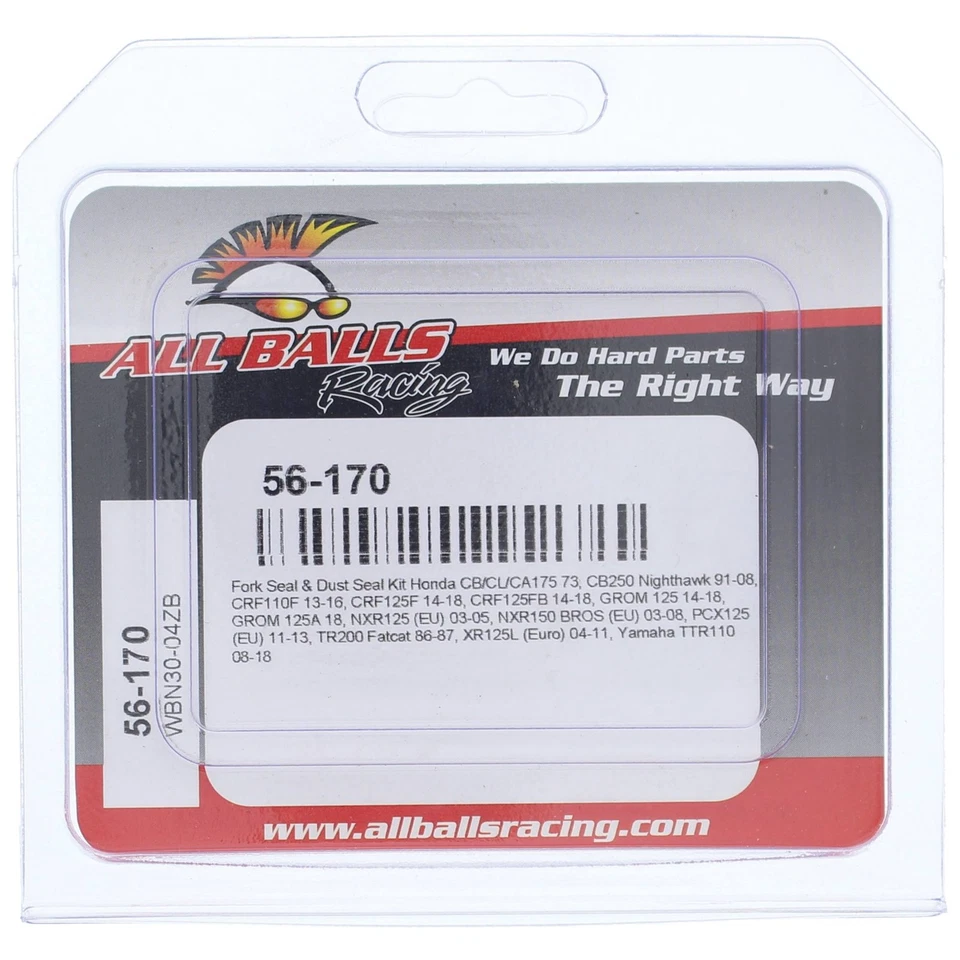 ALL BALLS
Racing
We Do Hard Parts
The Right Way
56-170
Fork Seal & Dust Seal Kit Honda CB/CL/CA175 73, CB250 Nighthawk 91-08,
CRF110F 13-16, CRF125F 14-18, CRF125FB 14-18, GROM 125 14-18,
GROM 125A 18, NXR125 (EU) 03-05, NXR150 BROS (EU) 03-08, PCX125
(EU) 11-13, TR200 Fatcat 86-87, XR125L (Euro) 04-11, Yamaha TTR110
08-18
56-170
WBN30-04ZB
www.allballsracing.com